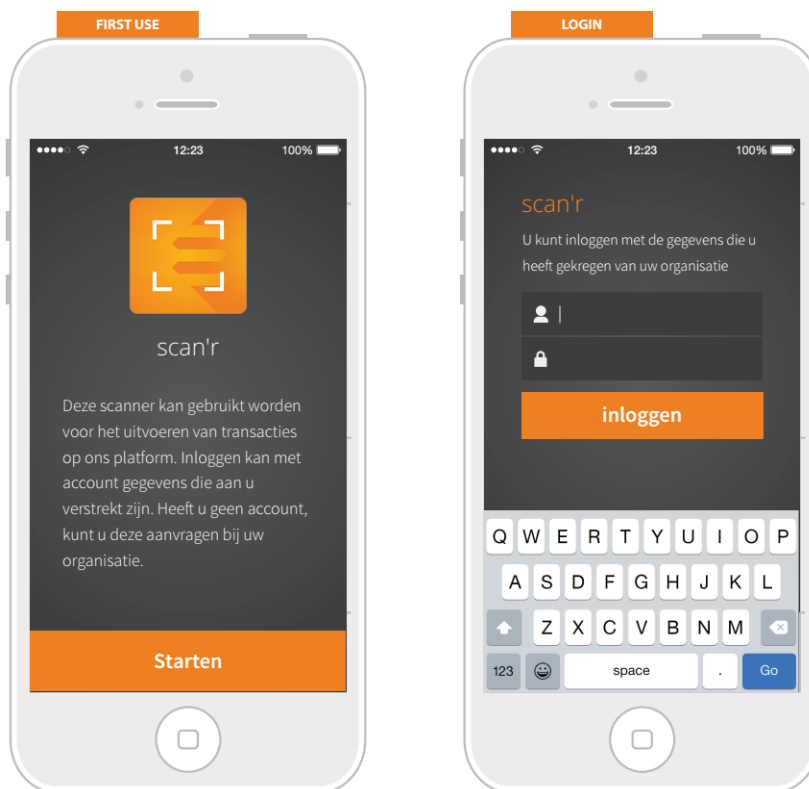 FIRST USE
12:23
100%
scan'r
Deze scanner kan gebruikt worden
voor het uitvoeren van transacties
op ons platform. Inloggen kan met
account gegevens die aan u
verstrekt zijn. Heeft u geen account,
kunt u deze aanvragen bij uw
organisatie.
Starten
LOGIN
12:23
100%
scan'r
U kunt inloggen met de gegevens die u
heeft gekregen van uw organisatie
inloggen
Q W E R T Y U I O P
A S D F G H J K L
Z X C V B N M
123 space . Go